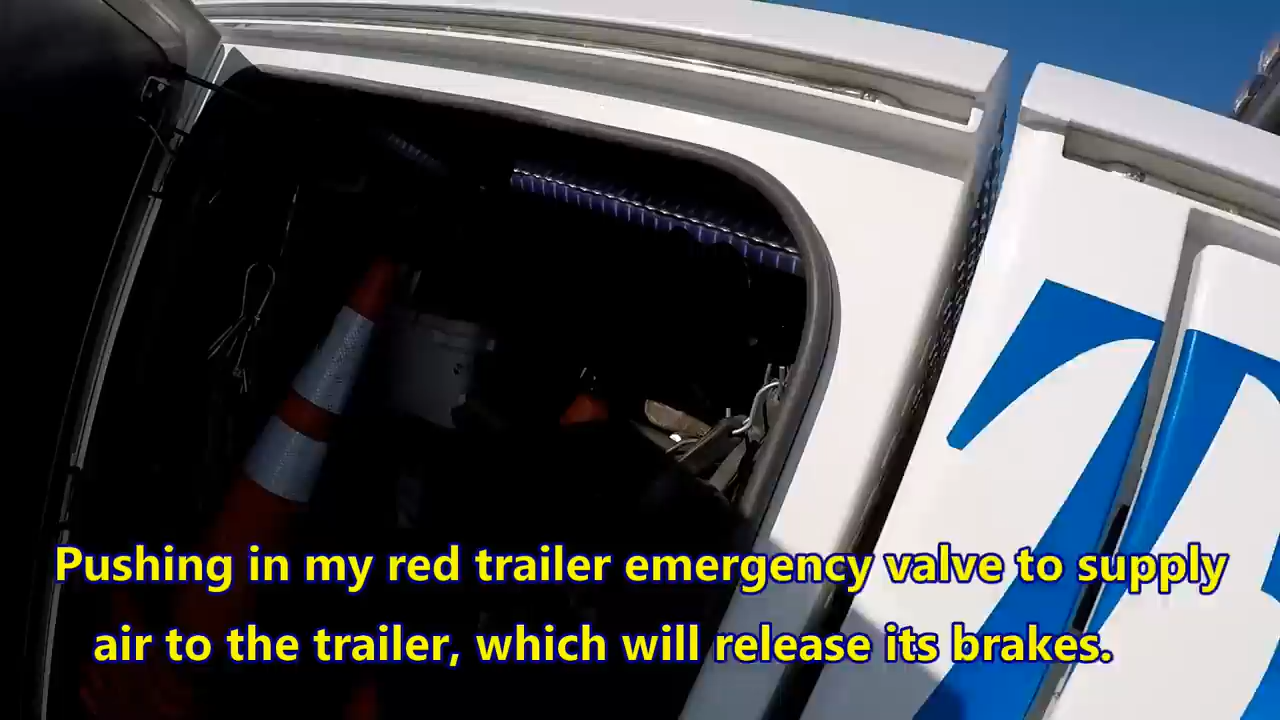 T
Pushing in my red trailer emergency valve to supply
air to the trailer, which will release its brakes.